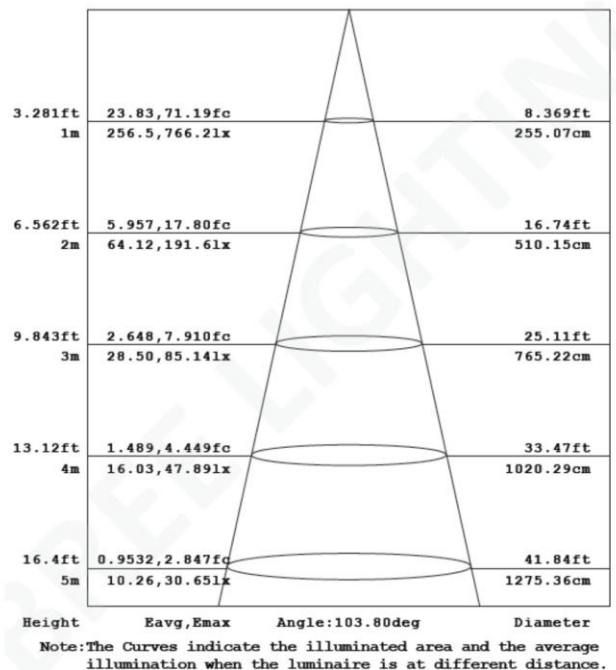 3.281ft 23.83,71.19fc 8.369ft
1m 256.5,766.2lx 255.07cm
6.562ft 5.957,17.80fc 16.74ft
2m 64.12,191.6lx 510.15cm
9.843ft 2.648,7.910fc 25.11ft
3m 28.50,85.14lx 765.22cm
13.12ft 1.489,4.449fc 33.47ft
4m 16.03,47.89lx 1020.29cm
16.4ft 0.9532,2.847fc 41.84ft
5m 10.26,30.65lx 1275.36cm
Height Eavg,Emax Angle:103.80deg Diameter
Note:The Curves indicate the illuminated area and the average
illumination when the luminaire is at different distance.